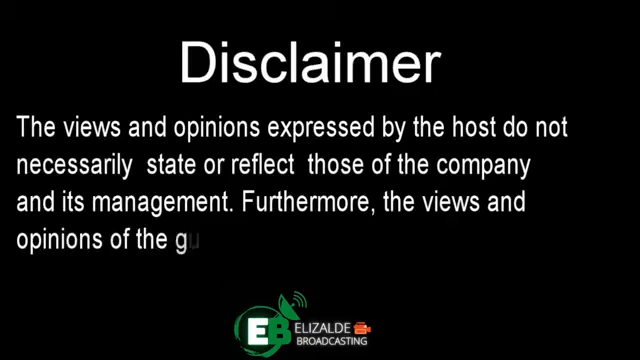 Disclaimer
The views and opinions expressed by the host do not
necessarily state or reflect those of the company
and its management. Furthermore, the views and
opinions of the gu
EB ELIZALDE
BROADCASTING